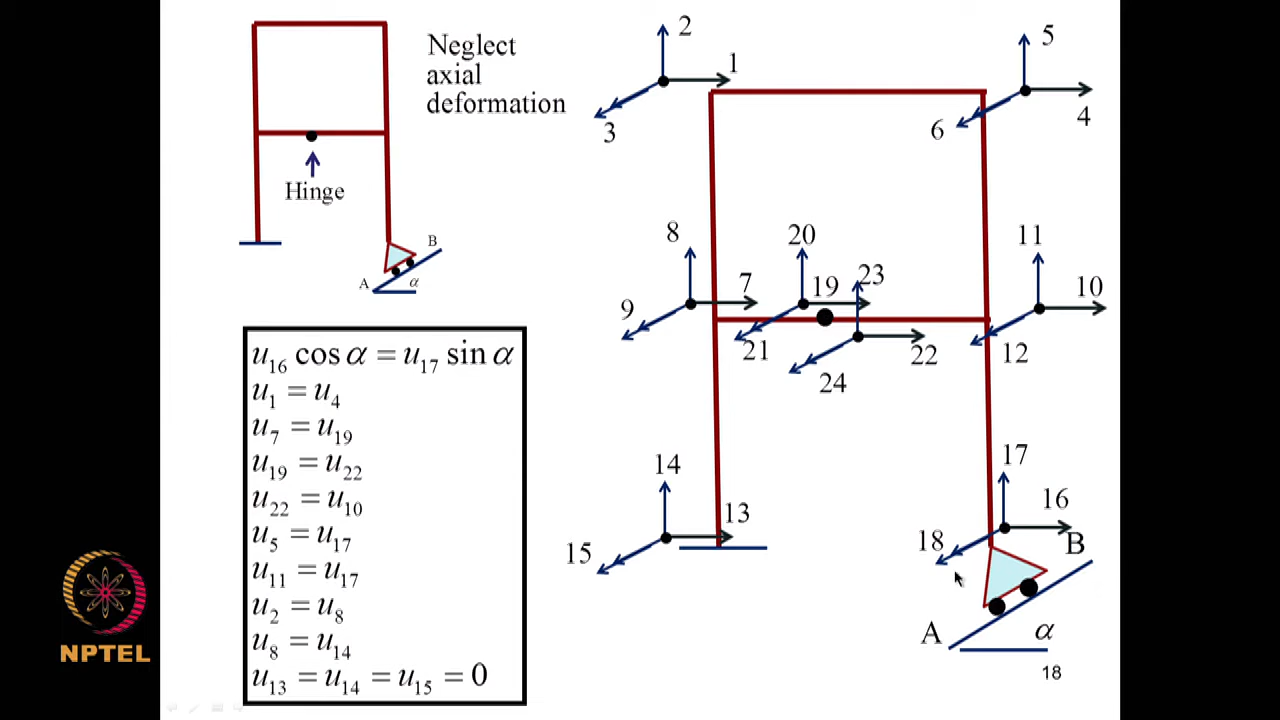 Neglect
axial
deformation
Hinge
A
B
α
u₁₆ cos α = u₁₇ sin α
u₁ = u₄
u₇ = u₁₉
u₁₉ = u₂₂
u₂₂ = u₁₀
u₅ = u₁₇
u₁₁ = u₁₇
u₂ = u₈
u₈ = u₁₄
u₁₃ = u₁₄ = u₁₅ = 0
2
1
3
5
4
6
8
7
9
20
19
21
23
22
24
11
10
12
14
13
15
17
16
18
B
A
α
18
NPTEL